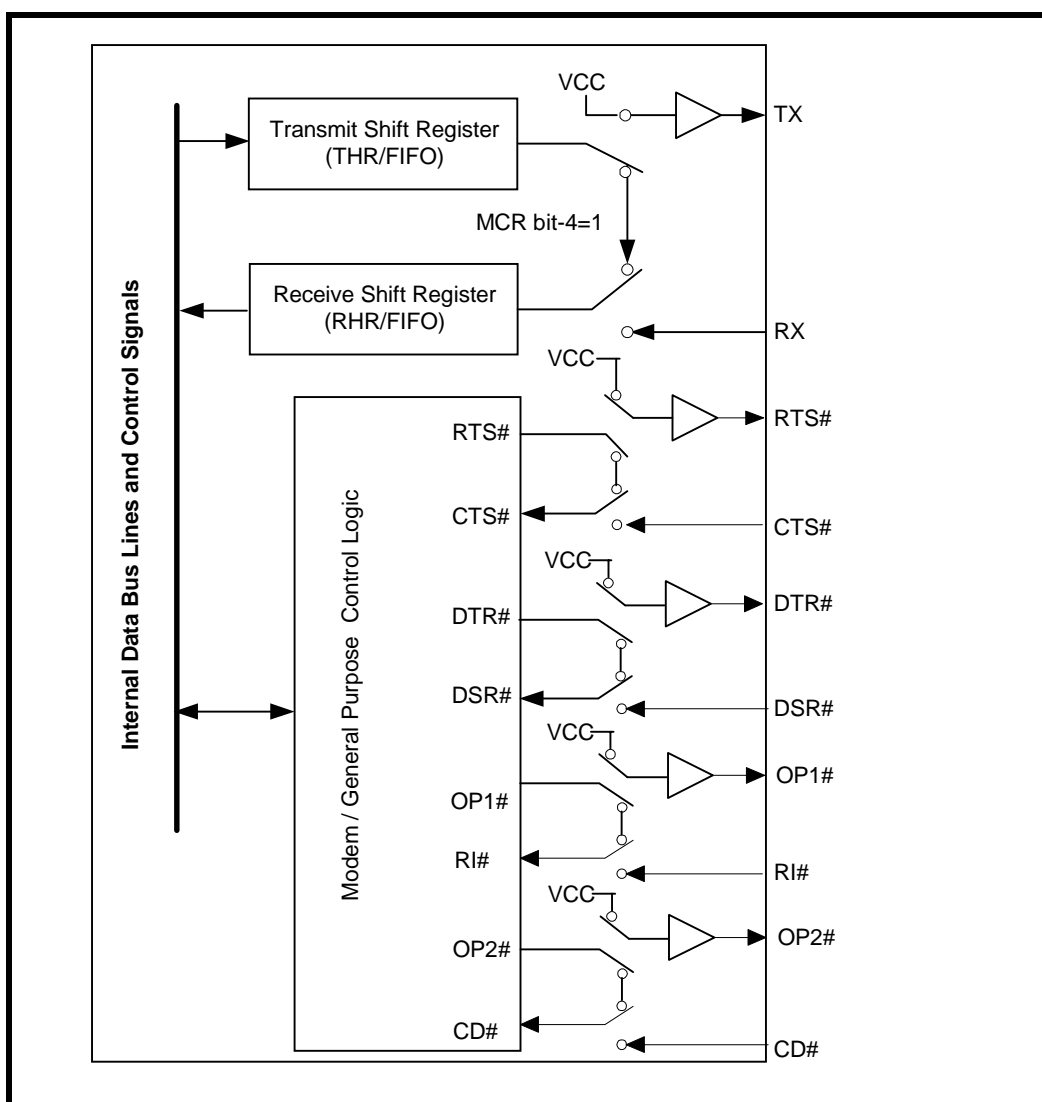 VCC
TX
Transmit Shift Register
(THR/FIFO)
MCR bit-4=1
Receive Shift Register
(RHR/FIFO)
RX
VCC
RTS#
RTS#
CTS#
CTS#
VCC
DTR#
DTR#
DSR#
DSR#
VCC
OP1#
OP1#
RI#
RI#
VCC
OP2#
OP2#
CD#
CD#
Internal Data Bus Lines and Control Signals
Modem / General Purpose Control Logic